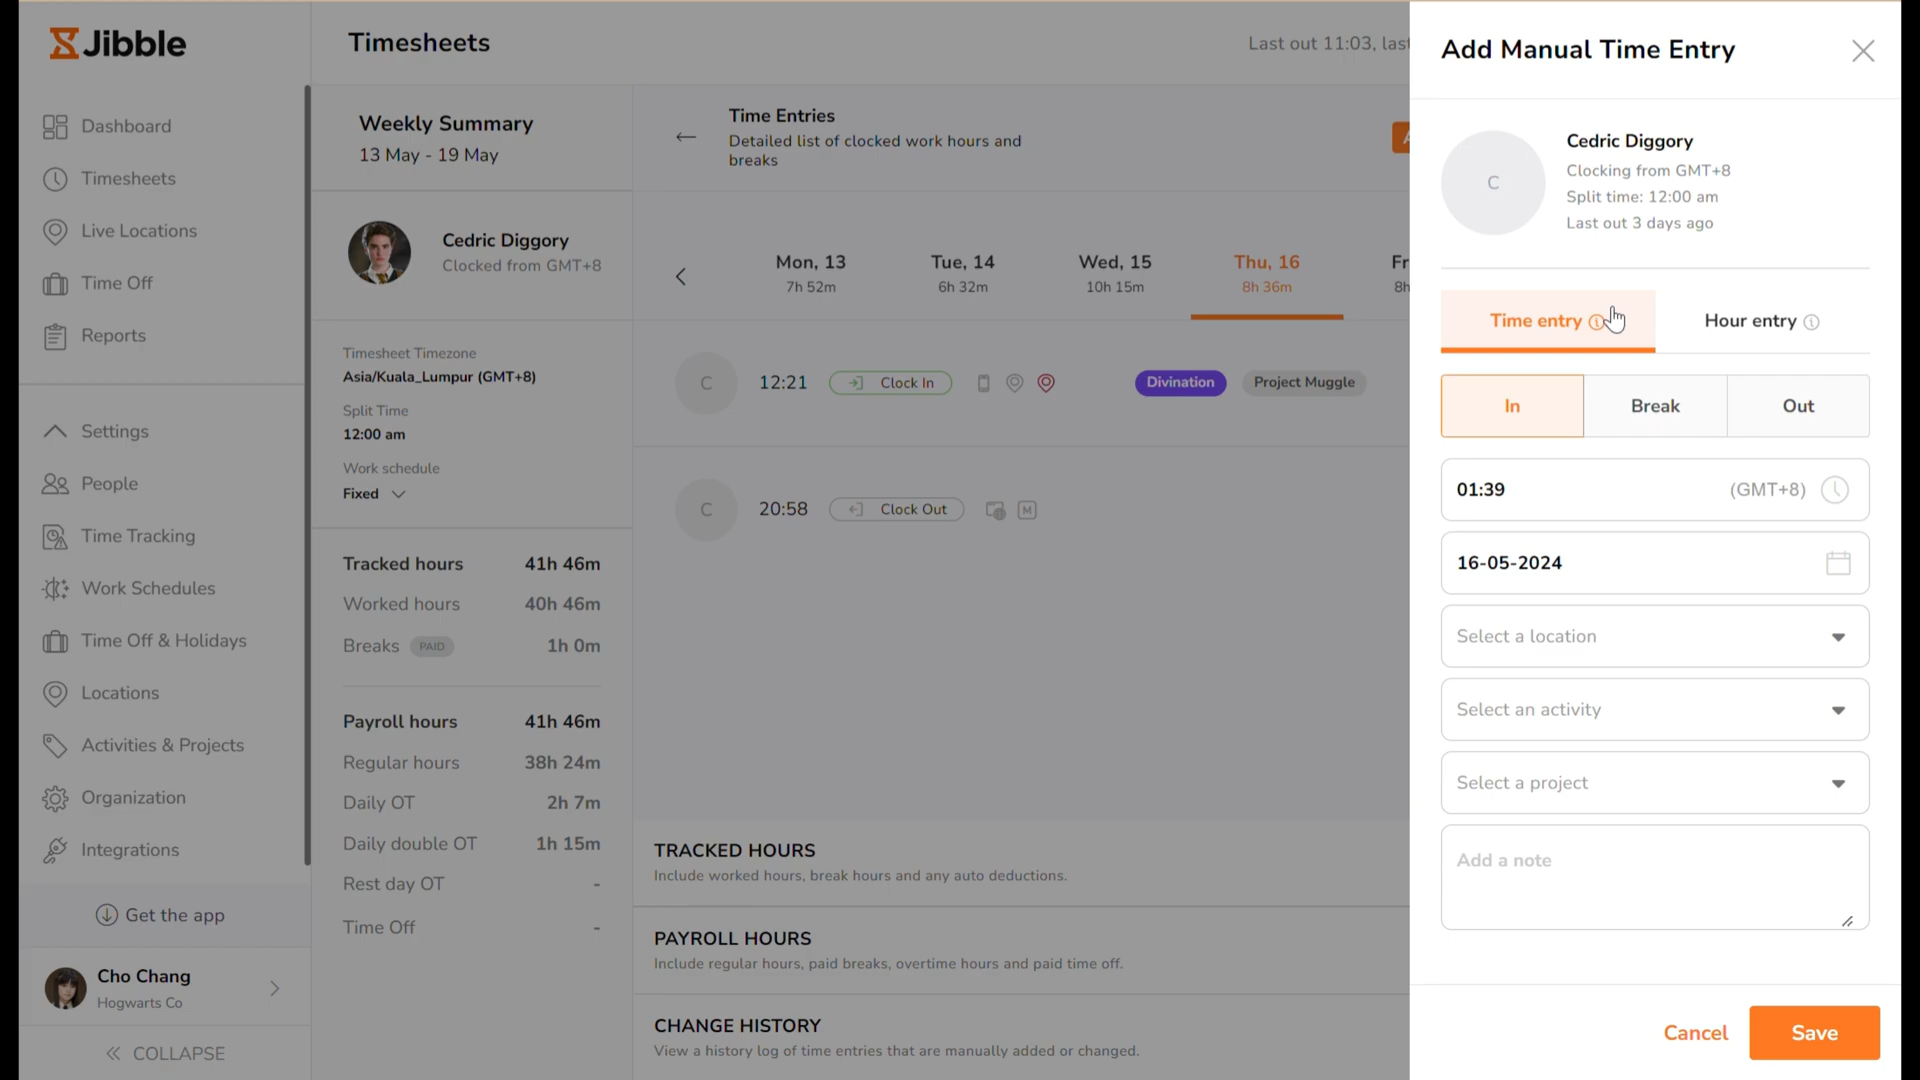 Jibble
Dashboard
Timesheets
Live Locations
Time Off
Reports
Settings
People
Time Tracking
Work Schedules
Time Off & Holidays
Locations
Activities & Projects
Organization
Integrations
Get the app
Cho Chang
Hogwarts Co
COLLAPSE
Timesheets
Last out 11:03, last
Weekly Summary
13 May - 19 May
Cedric Diggory
Clocked from GMT+8
Timesheet Timezone
Asia/Kuala_Lumpur (GMT+8)
Split Time
12:00 am
Work schedule
Fixed
Tracked hours 41h 46m
Worked hours 40h 46m
Breaks PAID 1h 0m
Payroll hours 41h 46m
Regular hours 38h 24m
Daily OT 2h 7m
Daily double OT 1h 15m
Rest day OT -
Time Off -
Time Entries
Detailed list of clocked work hours and
breaks
A
Mon, 13 Tue, 14 Wed, 15 Thu, 16 Fr
7h 52m 6h 32m 10h 15m 8h 36m 8h
C 12:21 Clock In Divination Project Muggle
C 20:58 Clock Out M
TRACKED HOURS
Include worked hours, break hours and any auto deductions.
PAYROLL HOURS
Include regular hours, paid breaks, overtime hours and paid time off.
CHANGE HISTORY
View a history log of time entries that are manually added or changed.
Add Manual Time Entry
C
Cedric Diggory
Clocking from GMT+8
Split time: 12:00 am
Last out 3 days ago
Time entry Hour entry
In Break Out
01:39 (GMT+8)
16-05-2024
Select a location
Select an activity
Select a project
Add a note
Cancel Save